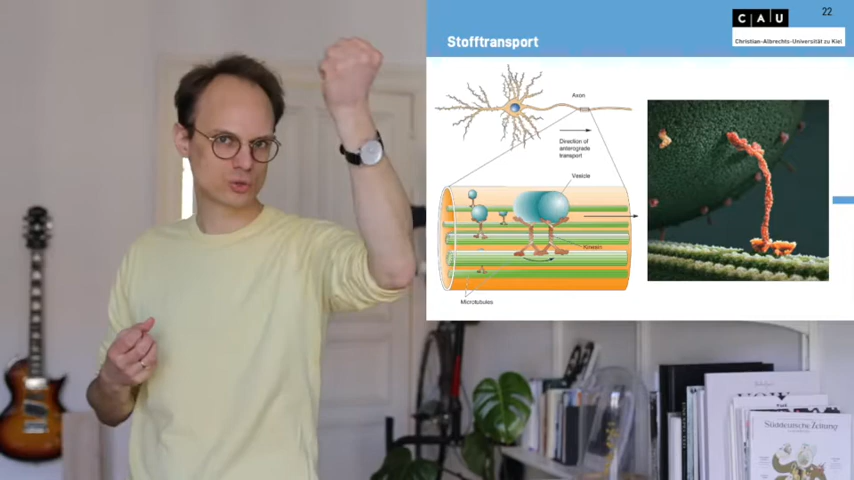 22
CAU
Christian-Albrechts-Universität zu Kiel
Stofftransport
Axon
Direction of
anterograde
transport
Vesicle
Kinesin
Microtubules
Süddeutsche Zeitung